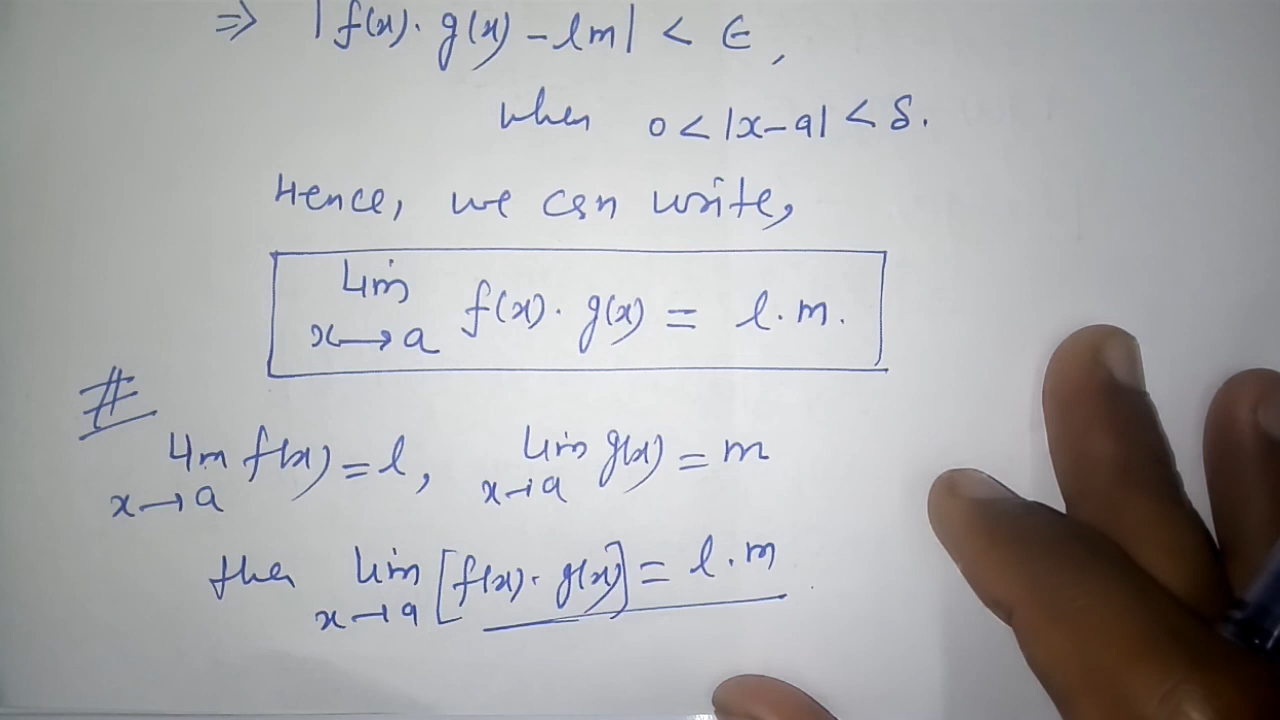 ⇒ |f(x)·g(x) – lm| < ∈,
when 0<|x–a|<δ.
Hence, we can write,
Lim f(x)·g(x) = l·m.
x→a
#
Lim f(x)=l, Lim g(x)=m
x→a x→a
then Lim [f(x)·g(x)] = l·m
x→a